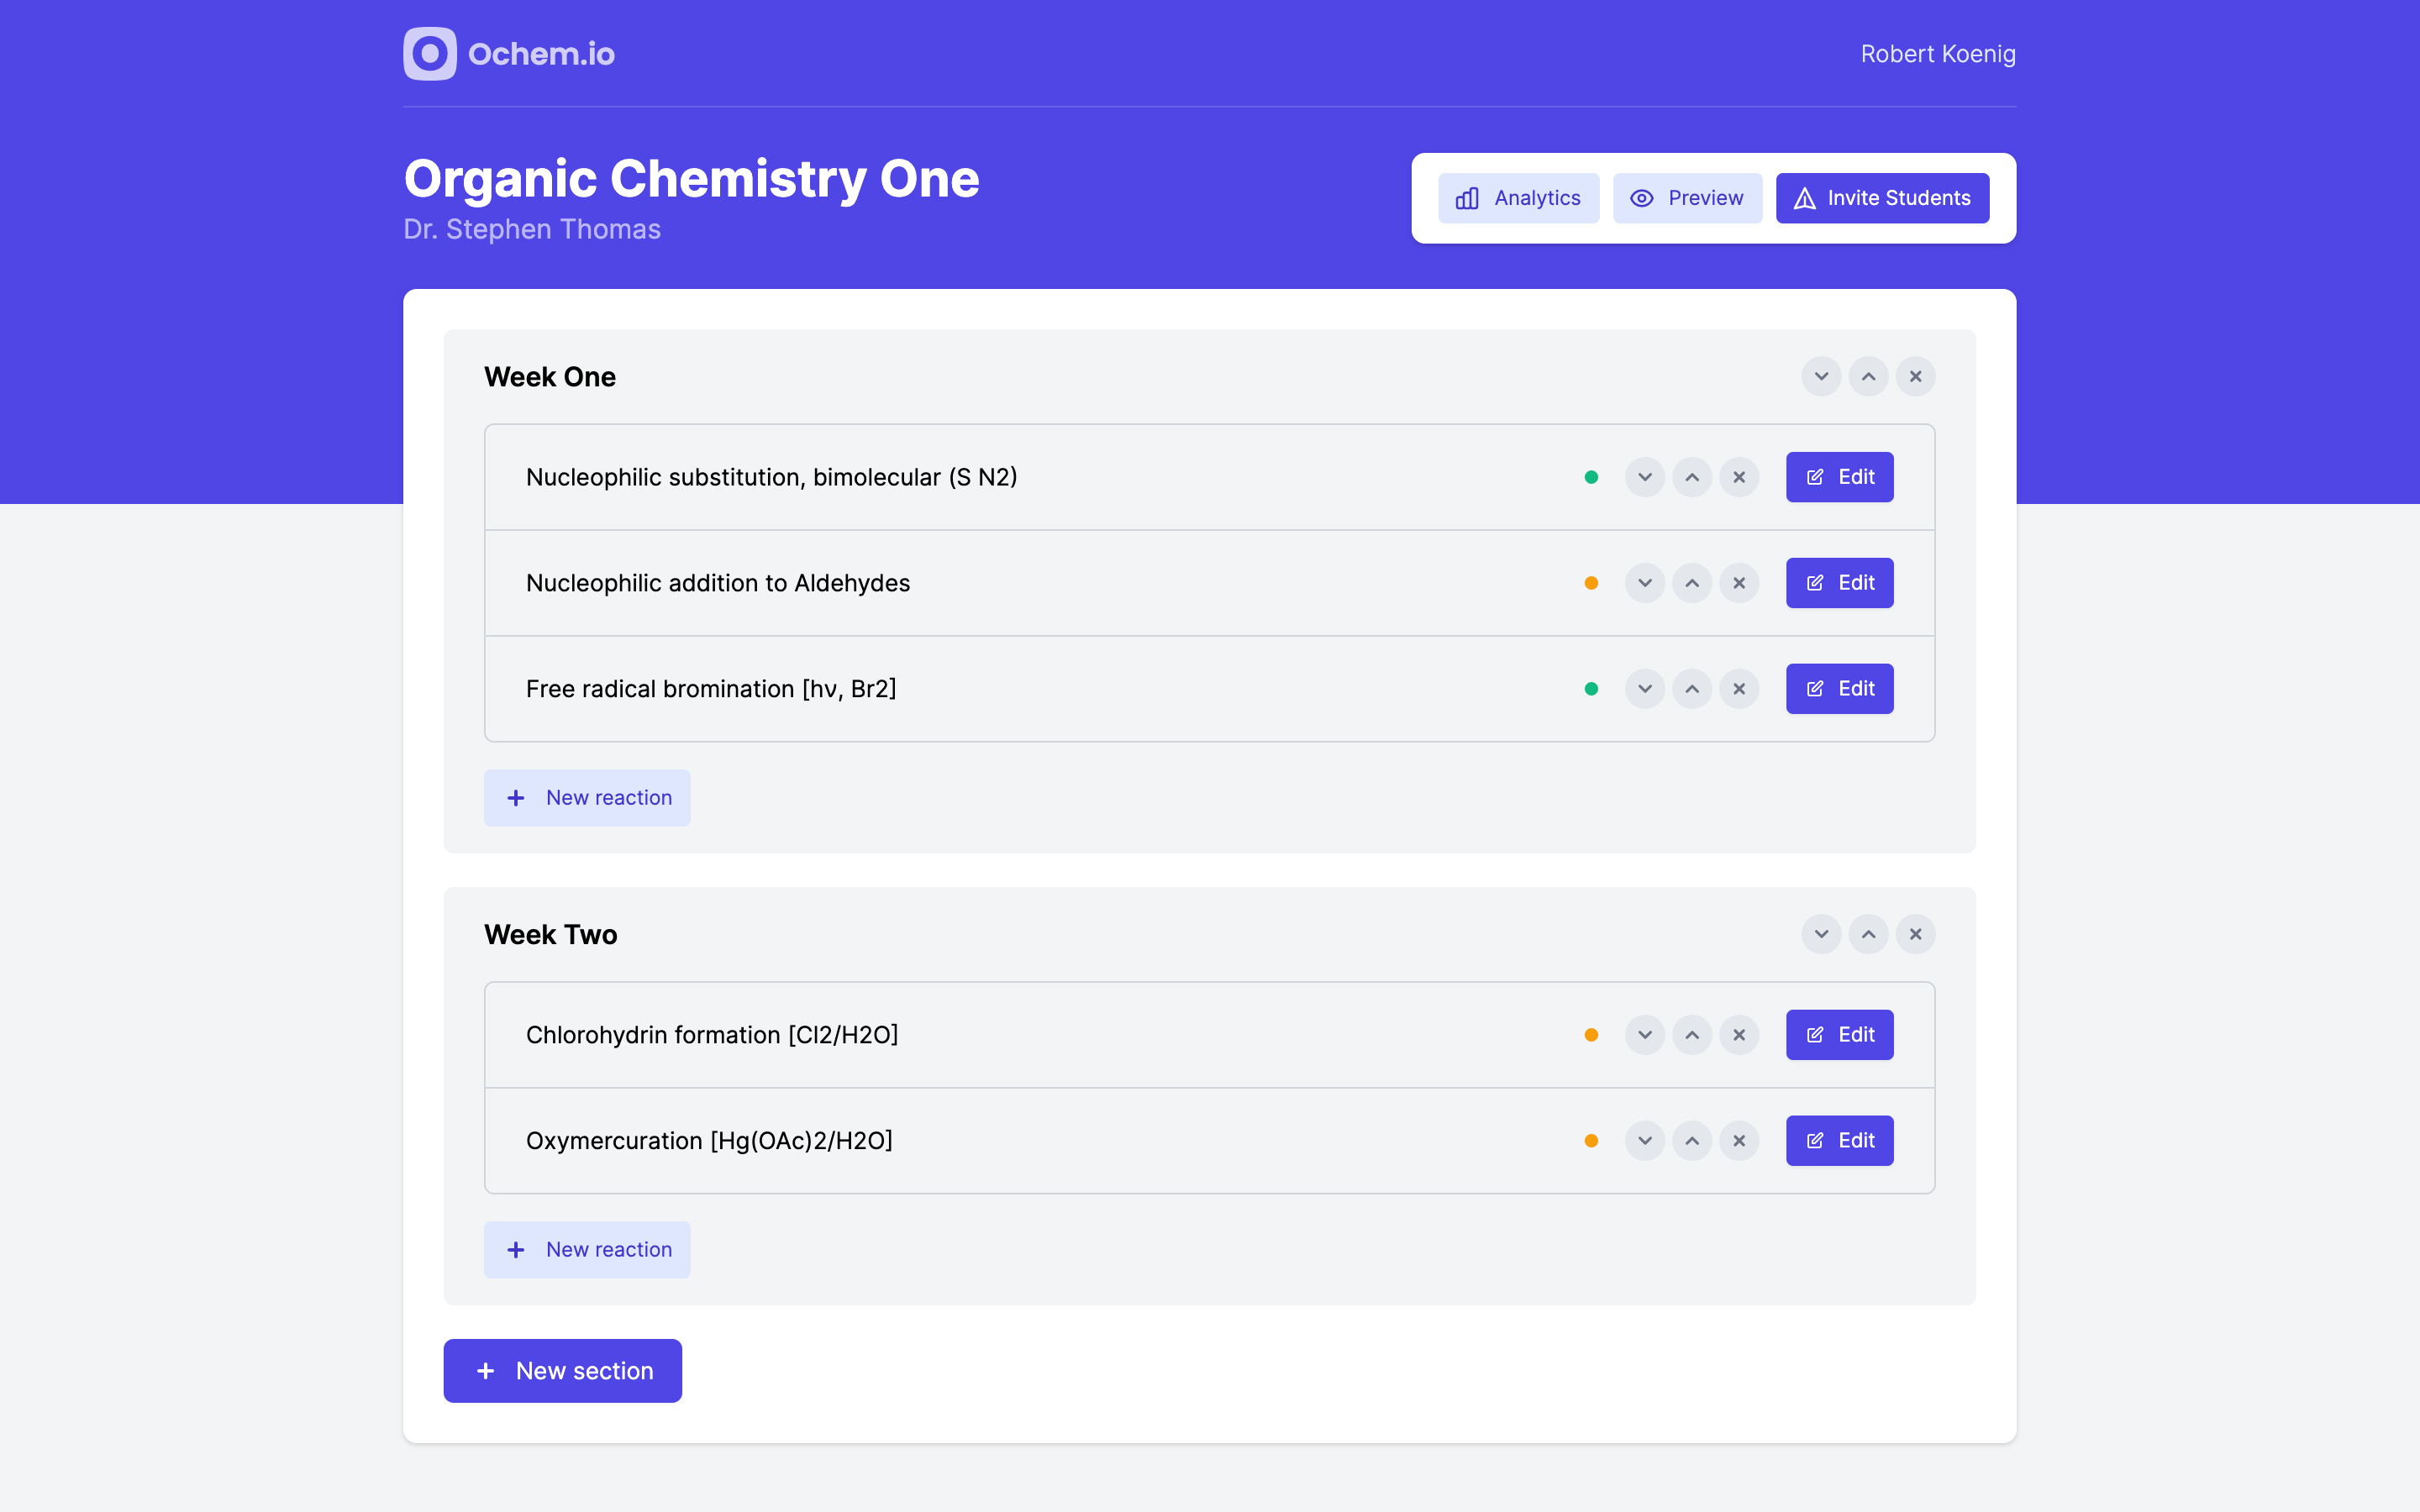 Ochem.io
Robert Koenig
Organic Chemistry One
Dr. Stephen Thomas
Analytics
Preview
Invite Students
Week One
Nucleophilic substitution, bimolecular (S N2)
Edit
Nucleophilic addition to Aldehydes
Edit
Free radical bromination [hν, Br2]
Edit
New reaction
Week Two
Chlorohydrin formation [Cl2/H2O]
Edit
Oxymercuration [Hg(OAc)2/H2O]
Edit
New reaction
New section